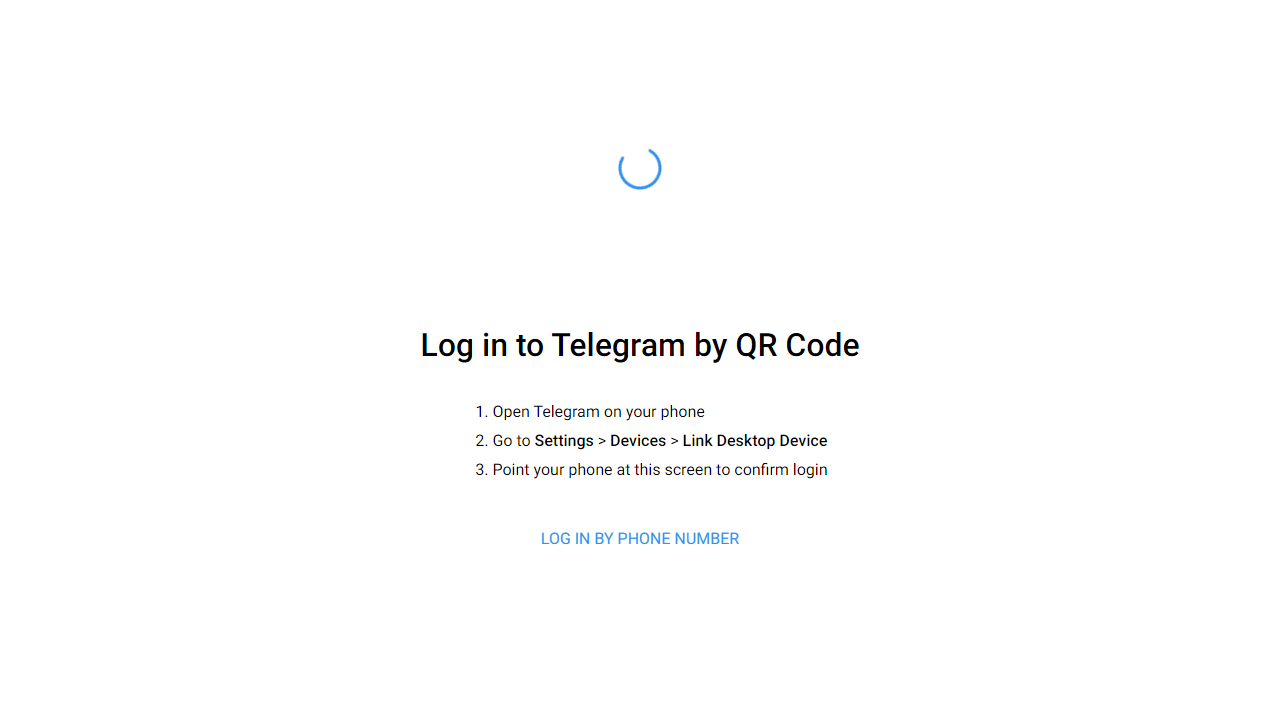 Log in to Telegram by QR Code
1. Open Telegram on your phone
2. Go to Settings > Devices > Link Desktop Device
3. Point your phone at this screen to confirm login
LOG IN BY PHONE NUMBER